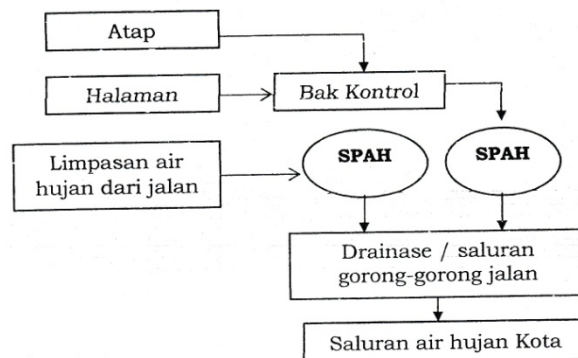 Atap
Halaman
Bak Kontrol
Limpasan air
hujan dari jalan
SPAH
SPAH
Drainase / saluran
gorong-gorong jalan
Saluran air hujan Kota